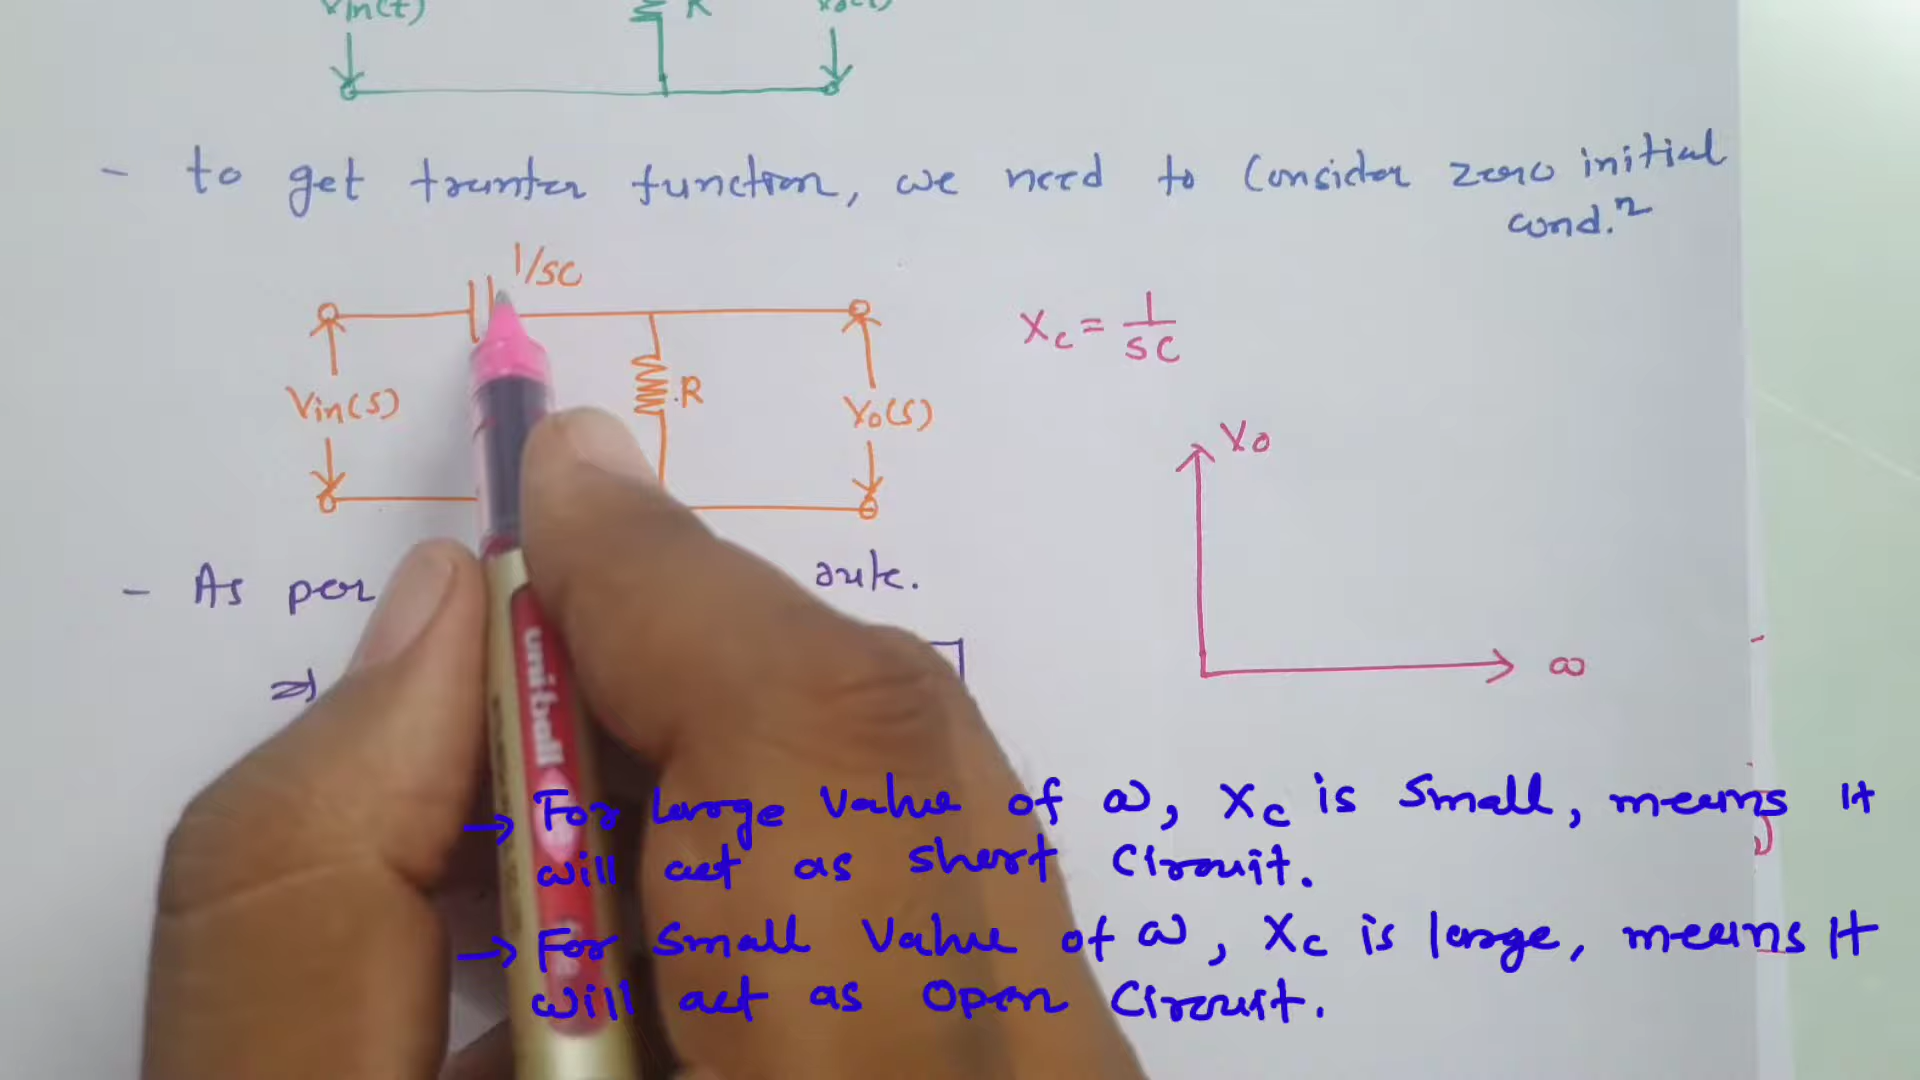 Vin(t)
R
- to get transfer function, we need to consider zero initial
cond.n
1/SC
Xc = 1/SC
Vin(s)
R
Vo(s)
Vo
- As per
rule.
⇒
ω
uniball
→ For large value of ω, Xc is small, means it
will act as short circuit.
→ For small value of ω, Xc is large, means it
will act as open circuit.